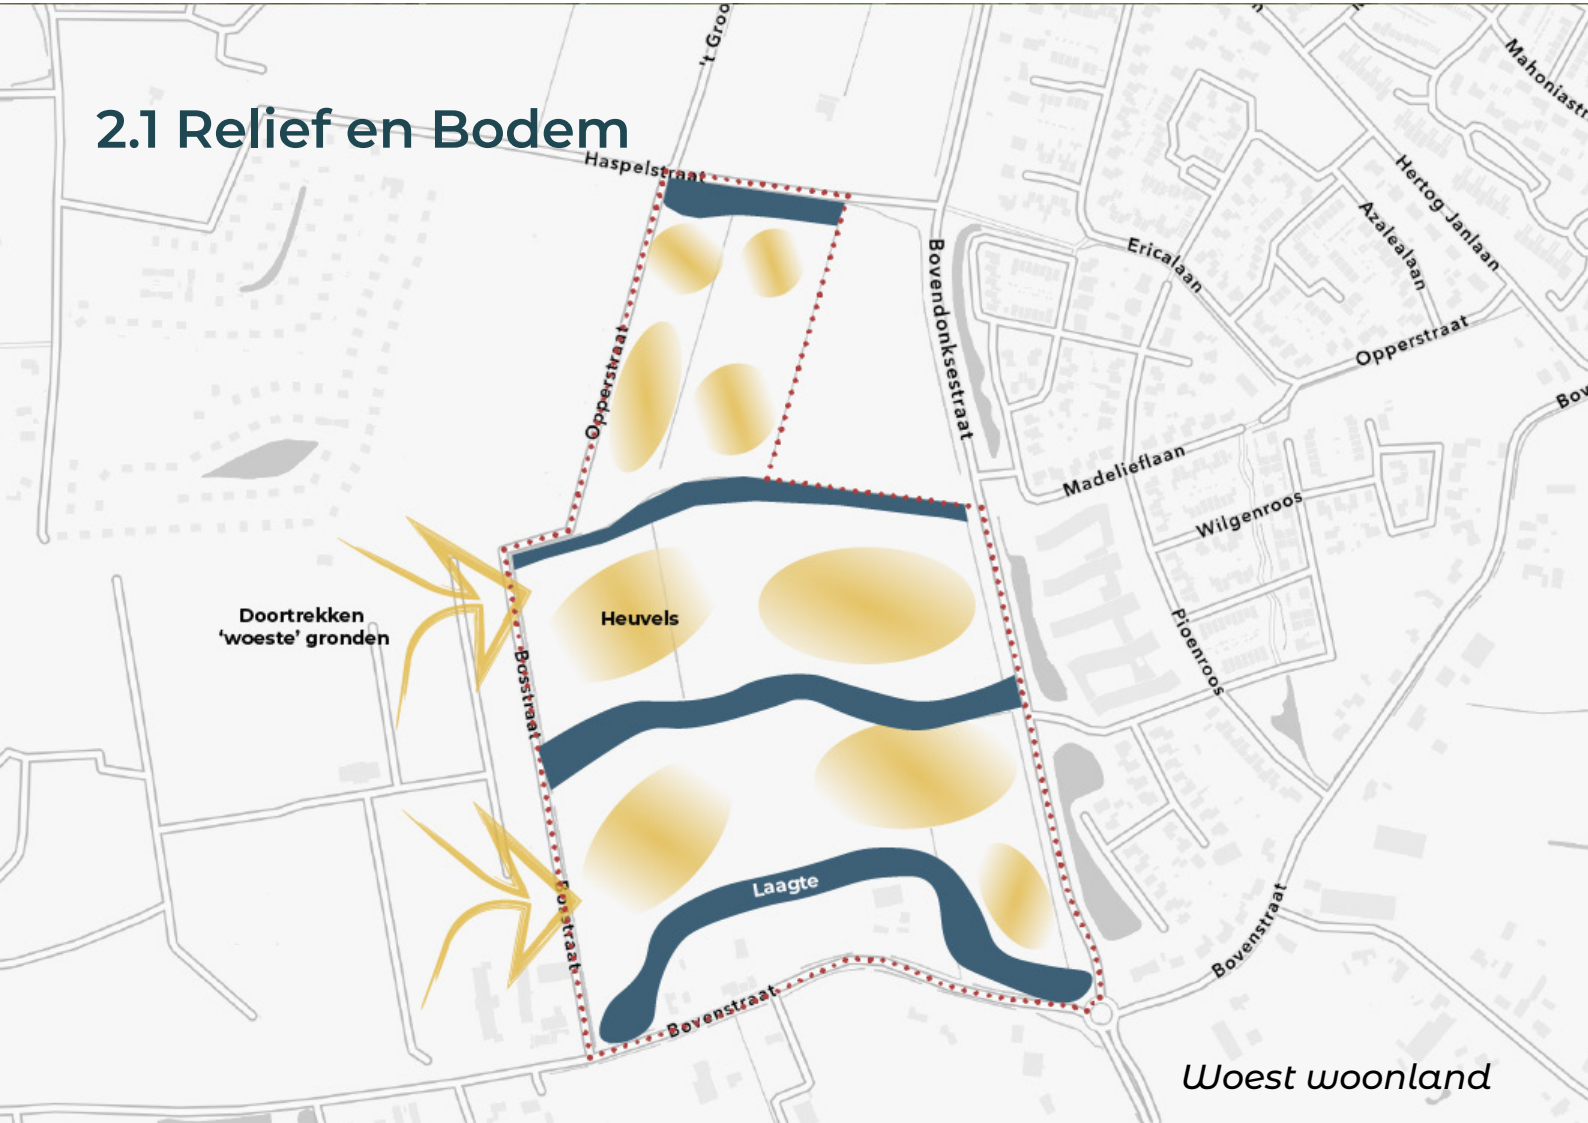 't Groo
Mahoniastr
2.1 Relief en Bodem
Haspelstraat
Hertog Janlaan
Azalealaan
Ericalaan
Bovendonksestraat
Opperstraat
Opperstraat
Bov
Madelieflaan
Wilgenroos
Doortrekken
‘woeste’ gronden
Heuvels
Pioenroos
Bosstraat
Laagte
Bosstraat
Bovenstraat
Bovenstraat
Woest woonland